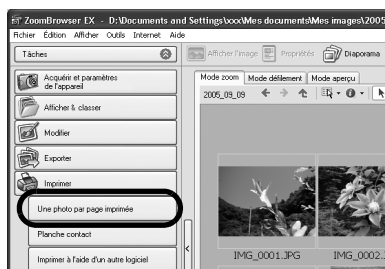 ZoomBrowser EX - D:\Documents and Settings\xxx\Mes documents\Mes images\2005
Fichier Édition Afficher Outils Internet Aide
Tâches
Afficher l'image Propriétés Diaporama
Acquérir et paramètres
de l'appareil
Afficher & classer
Modifier
Exporter
Imprimer
Une photo par page imprimée
Planche contact
Imprimer à l'aide d'un autre logiciel
Mode zoom Mode défilement Mode aperçu
2005_09_09
IMG_0001.JPG IMG_0002.